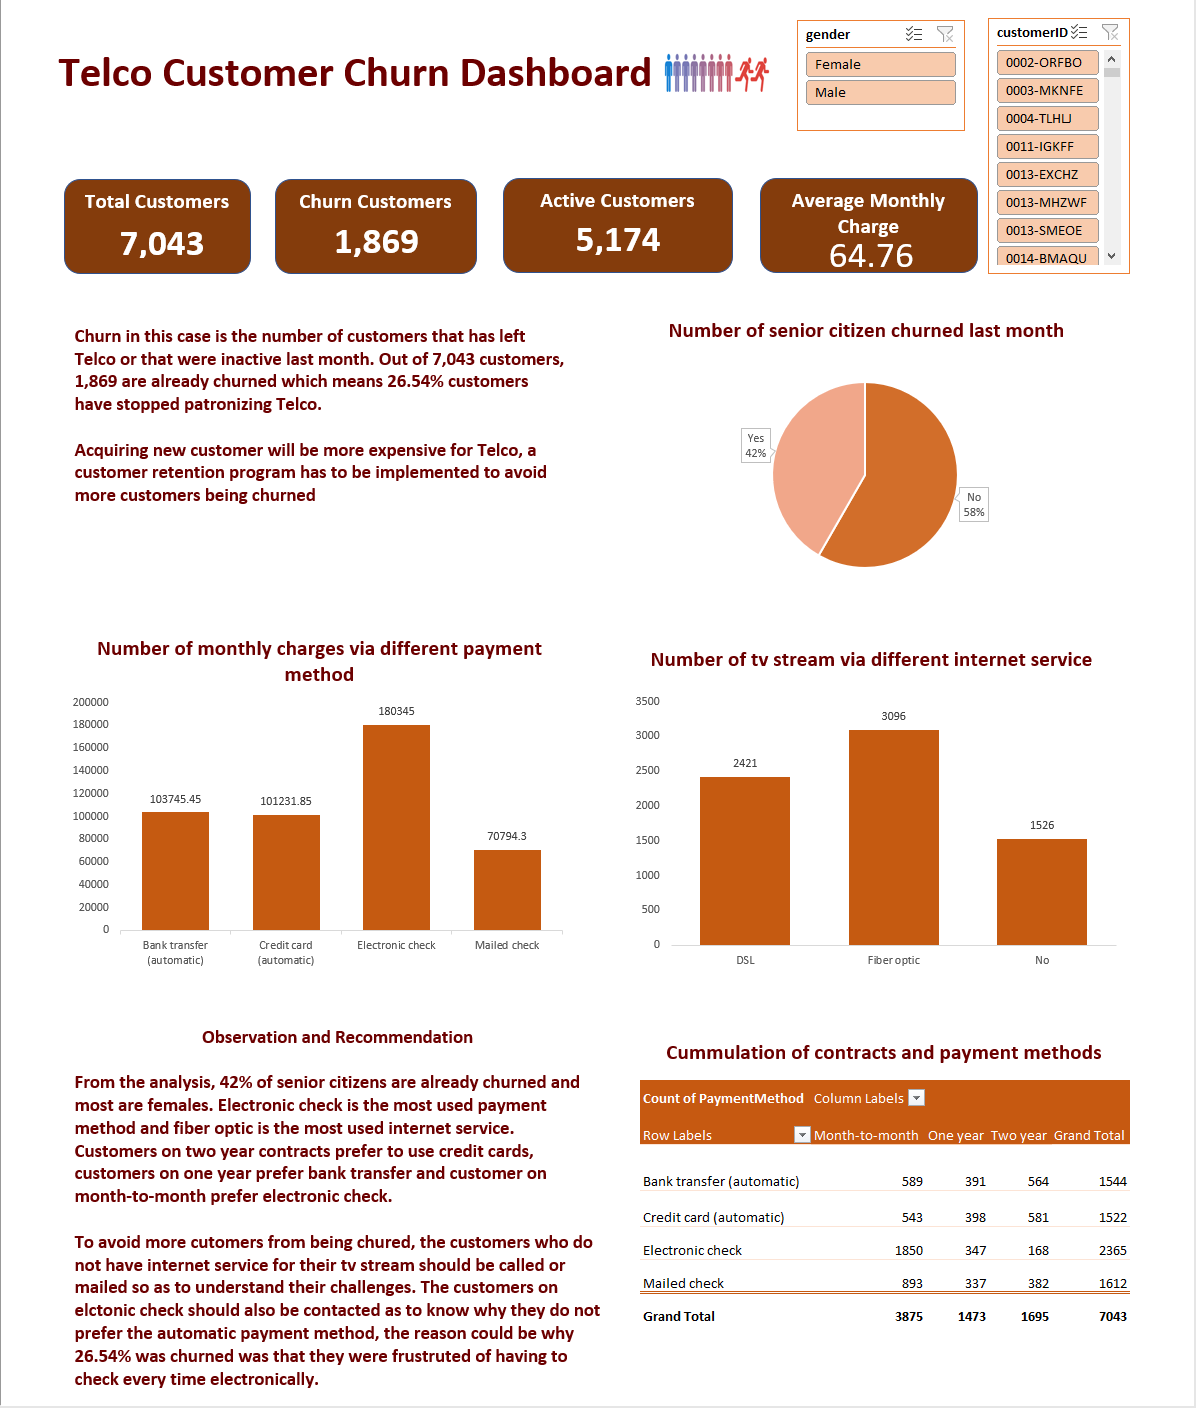 Telco Customer Churn Dashboard
gender
Female
Male
customerID
0002-ORFBO
0003-MKNFE
0004-TLHLJ
0011-IGKFF
0013-EXCHZ
0013-MHZWF
0013-SMEOE
0014-BMAQU
Total Customers
7,043
Churn Customers
1,869
Active Customers
5,174
Average Monthly
Charge
64.76
Churn in this case is the number of customers that has left
Telco or that were inactive last month. Out of 7,043 customers,
1,869 are already churned which means 26.54% customers
have stopped patronizing Telco.
Acquiring new customer will be more expensive for Telco, a
customer retention program has to be implemented to avoid
more customers being churned
Number of senior citizen churned last month
Yes
42%
No
58%
Number of monthly charges via different payment
method
200000
180000
160000
140000
120000
100000
80000
60000
40000
20000
0
103745.45
101231.85
180345
70794.3
Bank transfer
(automatic)
Credit card
(automatic)
Electronic check
Mailed check
Number of tv stream via different internet service
3500
3000
2500
2000
1500
1000
500
0
2421
3096
1526
DSL
Fiber optic
No
Observation and Recommendation
From the analysis, 42% of senior citizens are already churned and
most are females. Electronic check is the most used payment
method and fiber optic is the most used internet service.
Customers on two year contracts prefer to use credit cards,
customers on one year prefer bank transfer and customer on
month-to-month prefer electronic check.
To avoid more cutomers from being chured, the customers who do
not have internet service for their tv stream should be called or
mailed so as to understand their challenges. The customers on
elctonic check should also be contacted as to know why they do not
prefer the automatic payment method, the reason could be why
26.54% was churned was that they were frustruted of having to
check every time electronically.
Cummulation of contracts and payment methods
Count of PaymentMethod Column Labels
Row Labels Month-to-month One year Two year Grand Total
Bank transfer (automatic) 589 391 564 1544
Credit card (automatic) 543 398 581 1522
Electronic check 1850 347 168 2365
Mailed check 893 337 382 1612
Grand Total 3875 1473 1695 7043